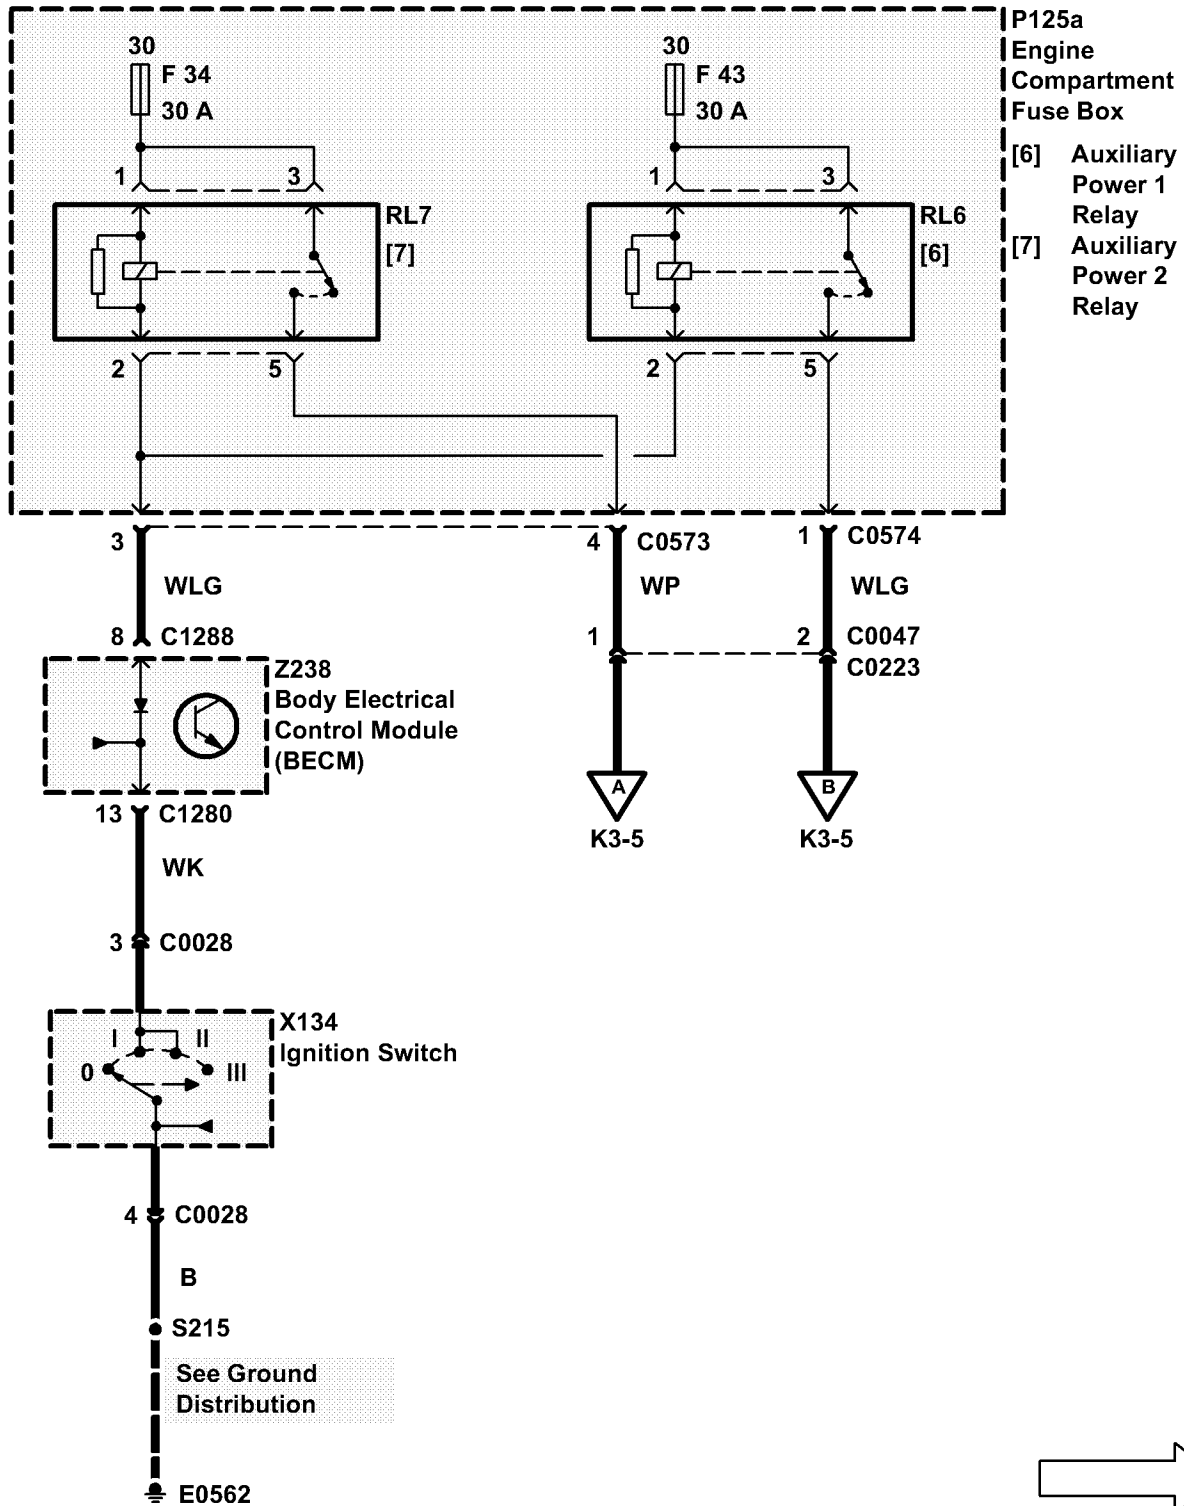 P125a
Engine
Compartment
Fuse Box
[6] Auxiliary
Power 1
Relay
[7] Auxiliary
Power 2
Relay
30
F 34
30 A
30
F 43
30 A
1
3
1
3
RL7
[7]
RL6
[6]
2
5
2
5
3
4 C0573
1 C0574
WLG
WP
WLG
8 C1288
1
2 C0047
C0223
Z238
Body Electrical
Control Module
(BECM)
A
B
K3-5
K3-5
13 C1280
WK
3 C0028
X134
Ignition Switch
I
II
0
III
4 C0028
B
S215
See Ground
Distribution
E0562